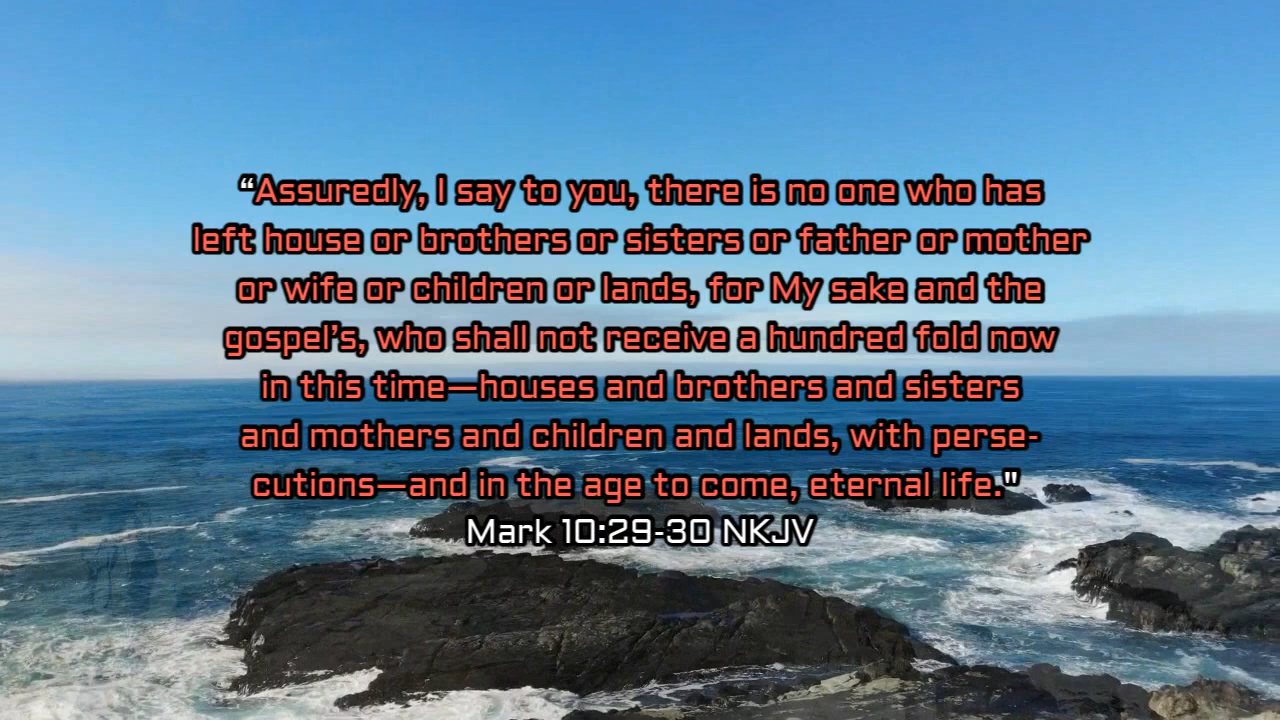 “Assuredly, I say to you, there is no one who has
left house or brothers or sisters or father or mother
or wife or children or lands, for My sake and the
gospel’s, who shall not receive a hundred fold now
in this time—houses and brothers and sisters
and mothers and children and lands, with perse-
cutions—and in the age to come, eternal life."
Mark 10:29-30 NKJV